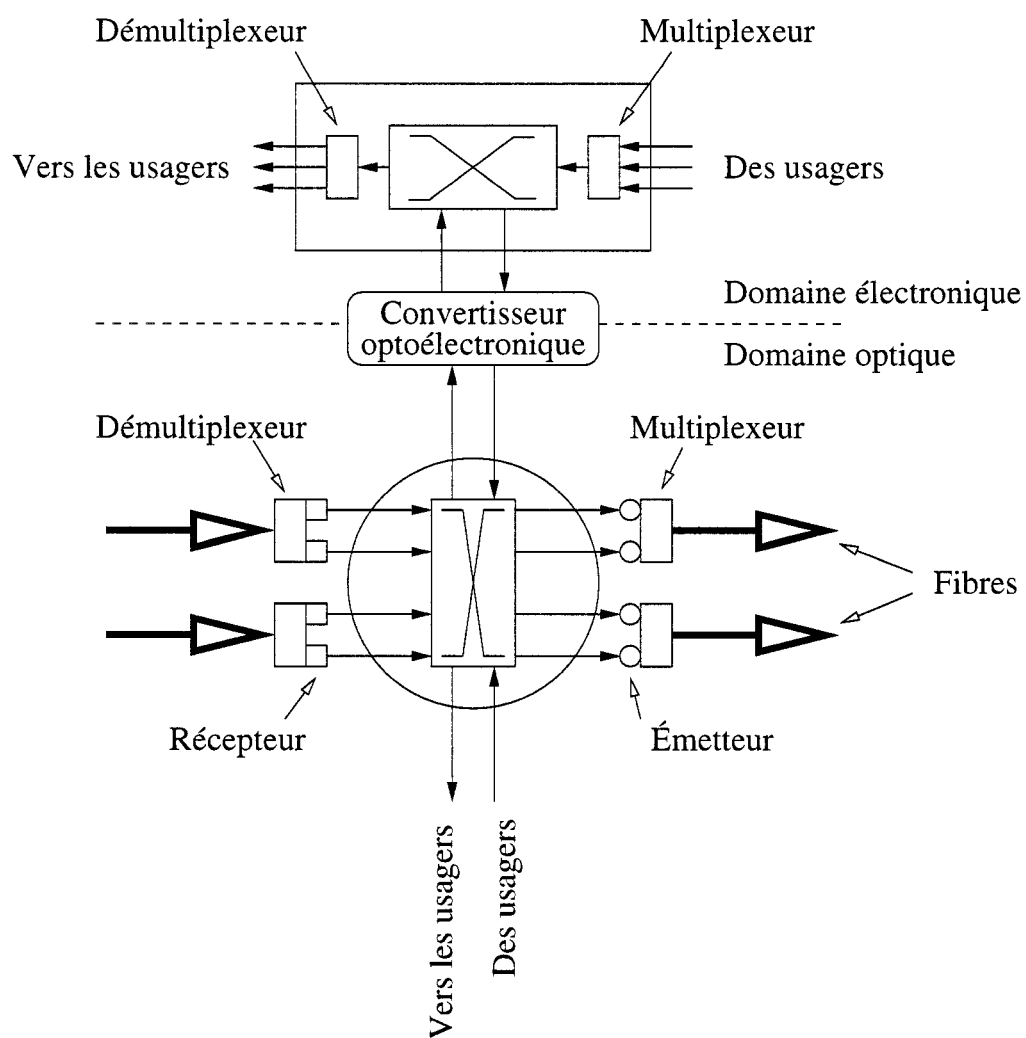 Démultiplexeur
Multiplexeur
Vers les usagers
Des usagers
Domaine électronique
Convertisseur
optoélectronique
Domaine optique
Démultiplexeur
Multiplexeur
Fibres
Récepteur
Émetteur
Vers les usagers
Des usagers